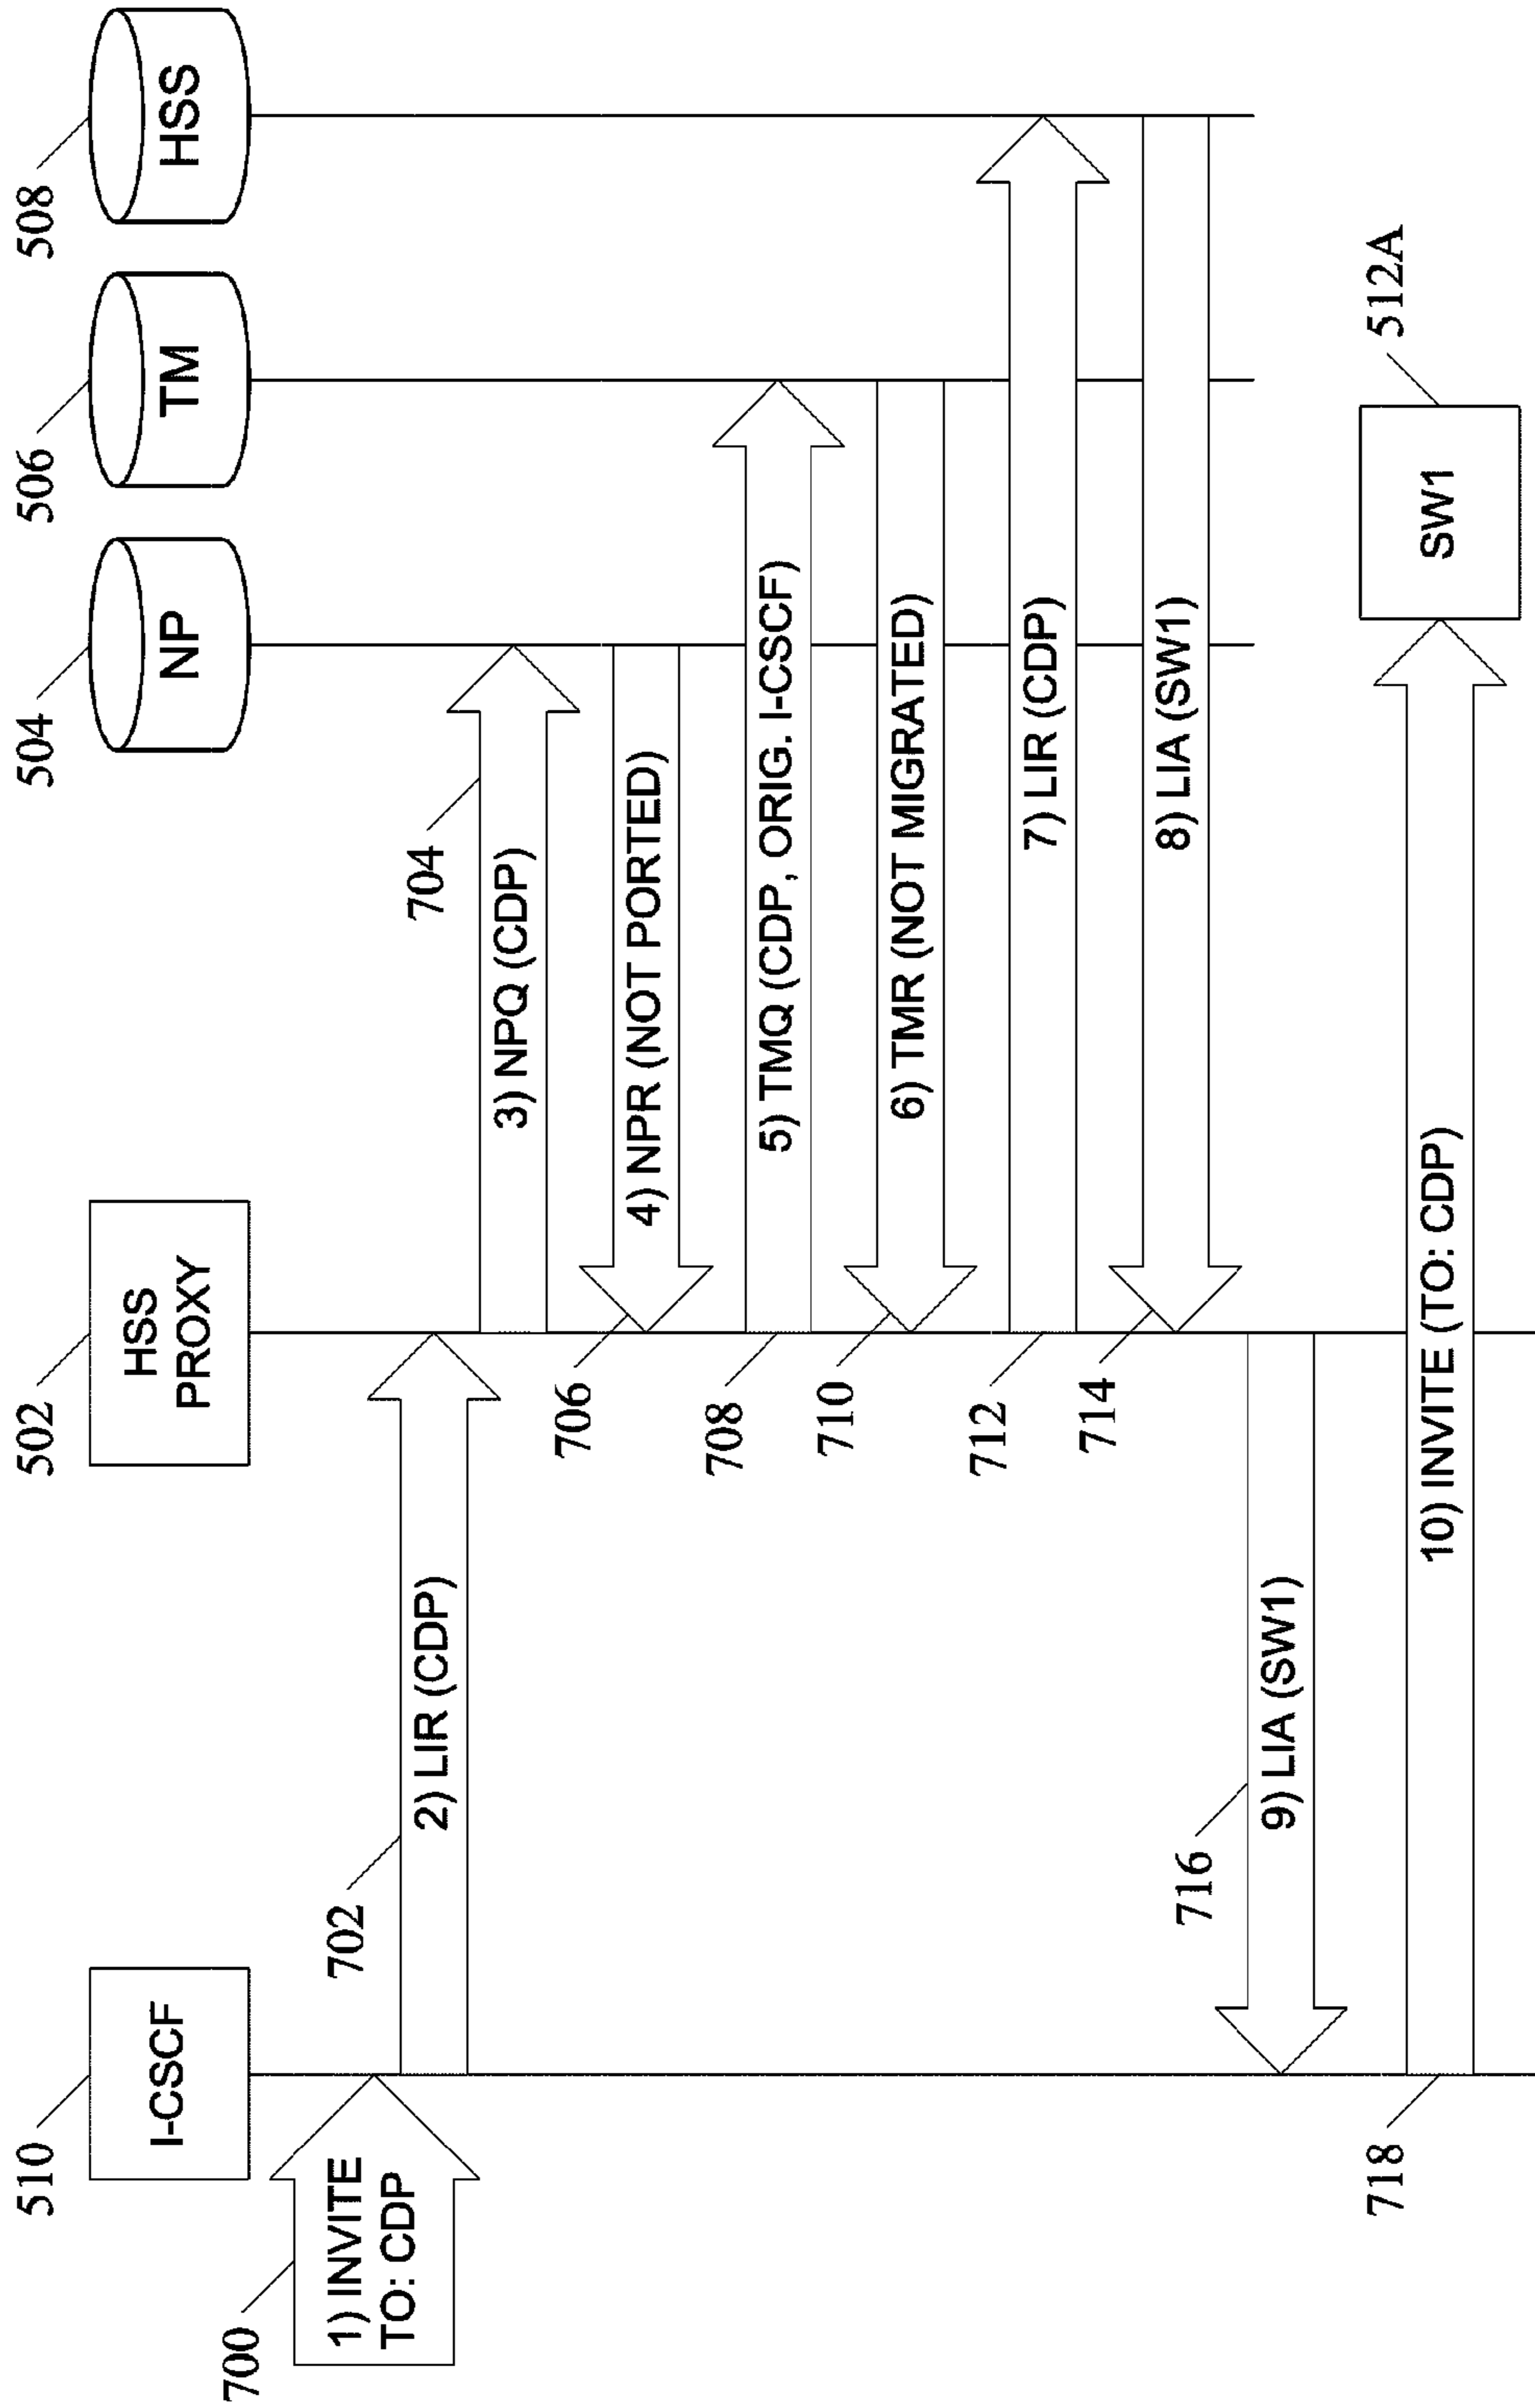 510
502
504
506
508
I-CSCF
HSS
PROXY
NP
TM
HSS
700
1) INVITE
TO: CDP
702
2) LIR (CDP)
704
3) NPQ (CDP)
706
4) NPR (NOT PORTED)
708
5) TMQ (CDP, ORIG. I-CSCF)
710
6) TMR (NOT MIGRATED)
712
7) LIR (CDP)
714
8) LIA (SW1)
716
9) LIA (SW1)
718
10) INVITE (TO: CDP)
512A
SW1